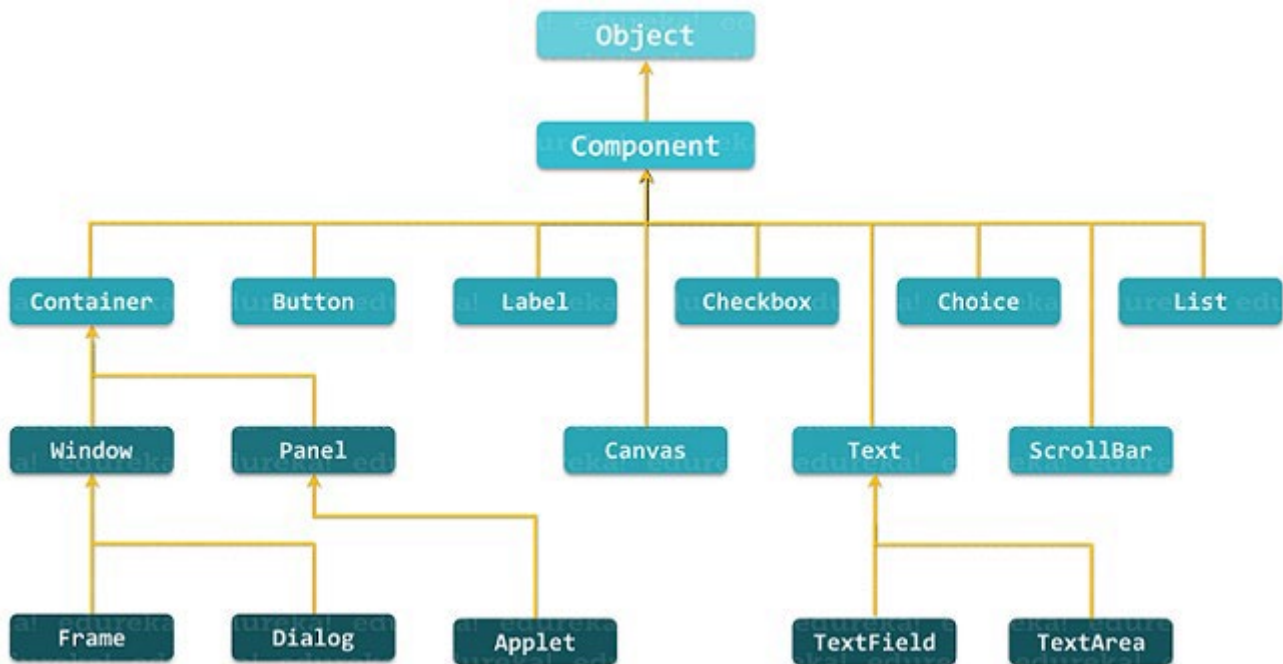 Object
Component
Container
Button
Label
Checkbox
Choice
List
Window
Panel
Canvas
Text
ScrollBar
Frame
Dialog
Applet
TextField
TextArea